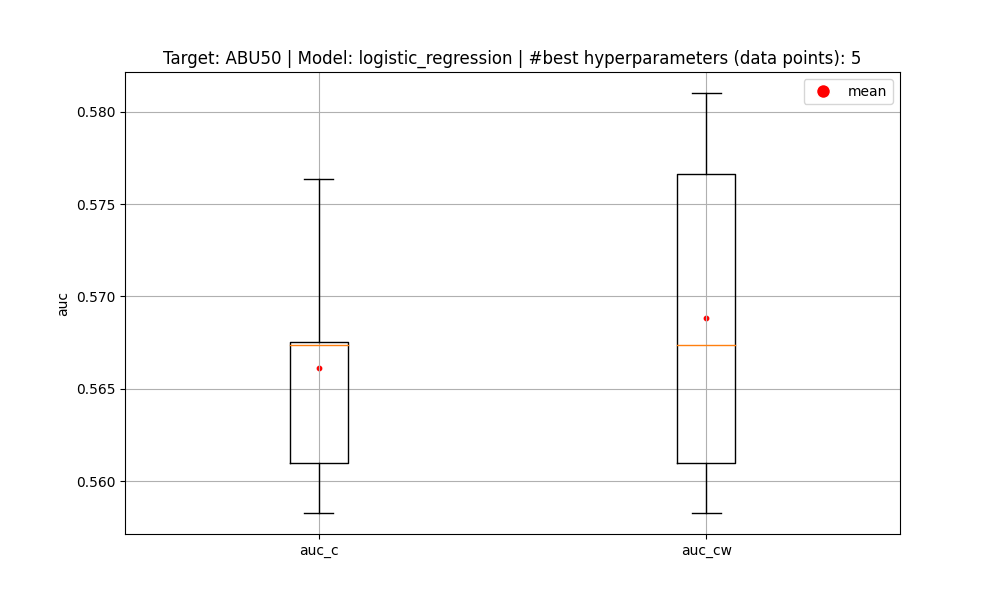 Target: ABU50 | Model: logistic_regression | #best hyperparameters (data points): 5
mean
0.580
0.575
0.570
0.565
0.560
auc
auc_c
auc_cw